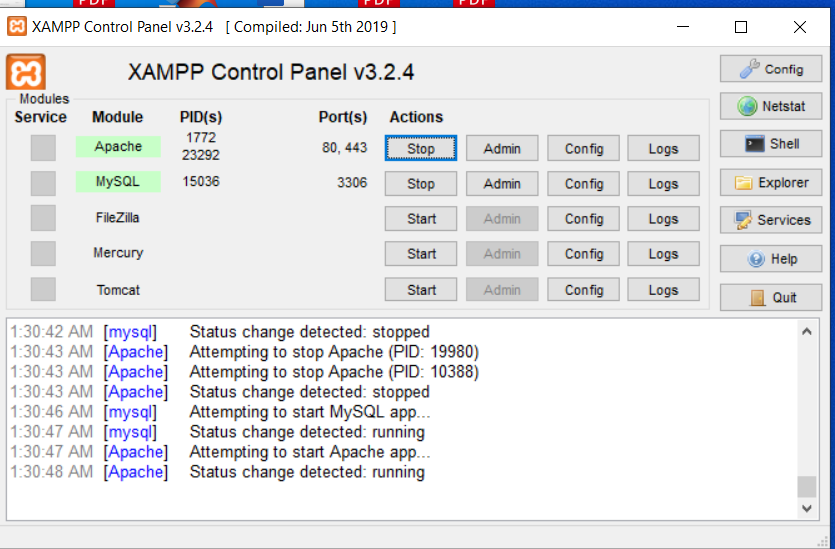 PDF PDF PDF
XAMPP Control Panel v3.2.4 [ Compiled: Jun 5th 2019 ]
XAMPP Control Panel v3.2.4
Config
Modules
Service Module PID(s) Port(s) Actions
Netstat
Apache 1772 80, 443 Stop Admin Config Logs
23292
Shell
MySQL 15036 3306 Stop Admin Config Logs
Explorer
FileZilla Start Admin Config Logs
Services
Mercury Start Admin Config Logs
Help
Tomcat Start Admin Config Logs
Quit
1:30:42 AM [mysql] Status change detected: stopped
1:30:43 AM [Apache] Attempting to stop Apache (PID: 19980)
1:30:43 AM [Apache] Attempting to stop Apache (PID: 10388)
1:30:43 AM [Apache] Status change detected: stopped
1:30:46 AM [mysql] Attempting to start MySQL app...
1:30:47 AM [mysql] Status change detected: running
1:30:47 AM [Apache] Attempting to start Apache app...
1:30:48 AM [Apache] Status change detected: running